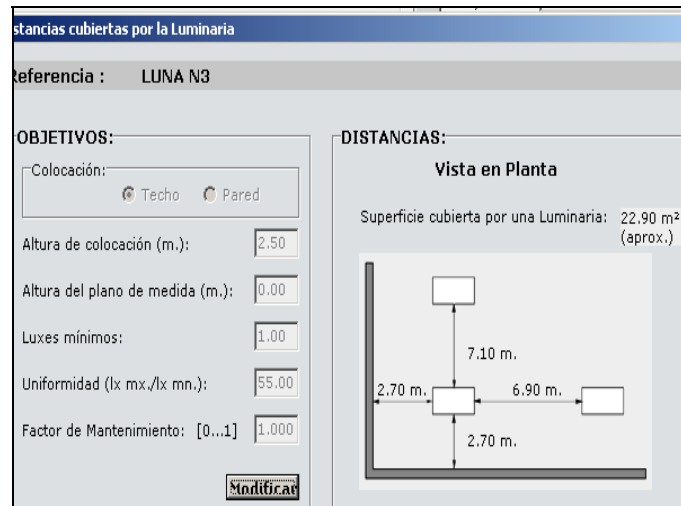 stancias cubiertas por la Luminaria
Referencia : LUNA N3
OBJETIVOS:
Colocación:
Techo Pared
Altura de colocación (m.): 2.50
Altura del plano de medida (m.): 0.00
Luxes mínimos: 1.00
Uniformidad (lx mx./lx mn.): 55.00
Factor de Mantenimiento: [0...1] 1.000
Modificar
DISTANCIAS:
Vista en Planta
Superficie cubierta por una Luminaria: 22.90 m²
(aprox.)
7.10 m.
2.70 m. 6.90 m.
2.70 m.